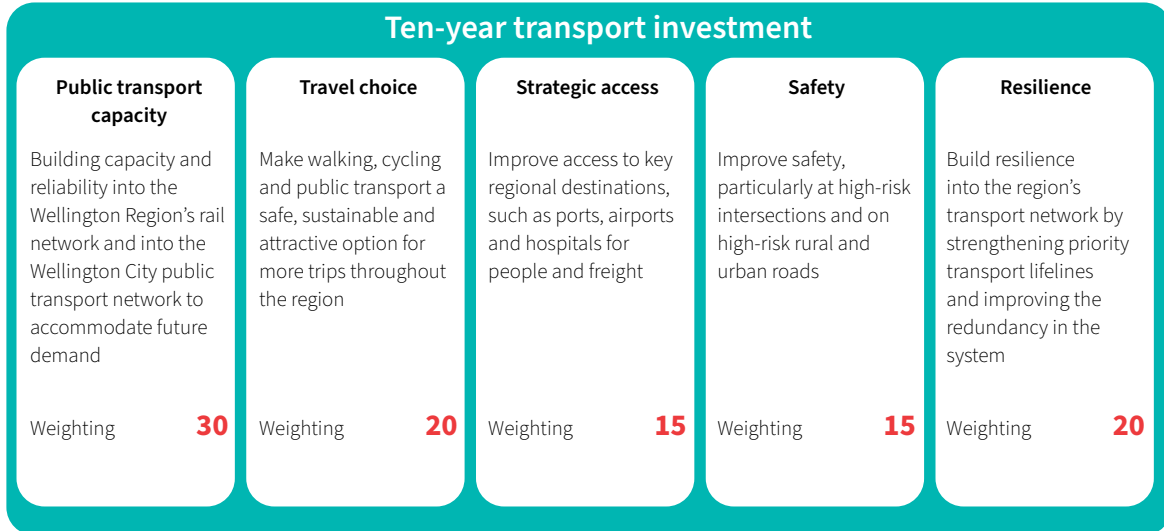 Ten-year transport investment
Public transport
capacity
Building capacity and
reliability into the
Wellington Region’s rail
network and into the
Wellington City public
transport network to
accommodate future
demand
Weighting 30
Travel choice
Make walking, cycling
and public transport a
safe, sustainable and
attractive option for
more trips throughout
the region
Weighting 20
Strategic access
Improve access to key
regional destinations,
such as ports, airports
and hospitals for
people and freight
Weighting 15
Safety
Improve safety,
particularly at high-risk
intersections and on
high-risk rural and
urban roads
Weighting 15
Resilience
Build resilience
into the region’s
transport network by
strengthening priority
transport lifelines
and improving the
redundancy in the
system
Weighting 20